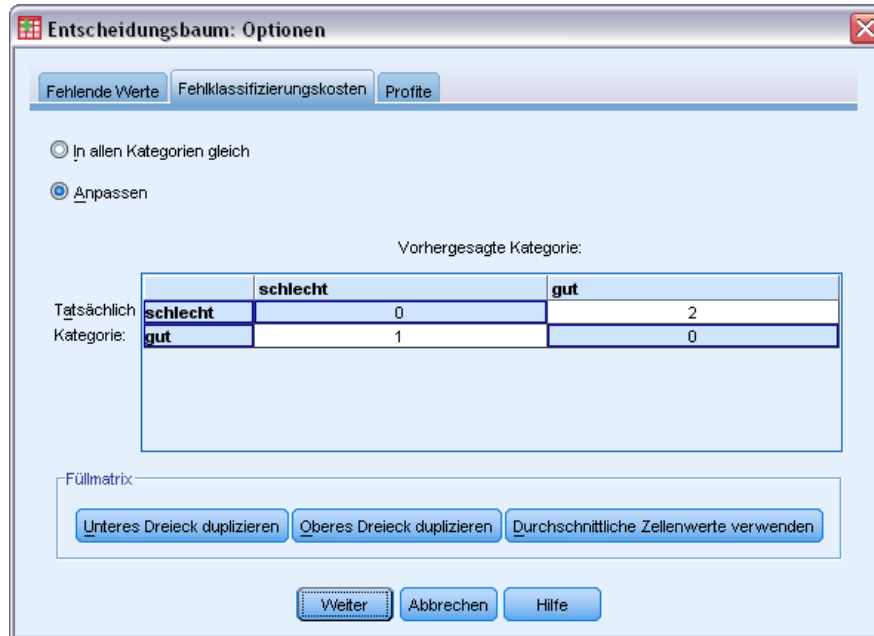 Entscheidungsbaum: Optionen
Fehlende Werte Fehlklassifizierungskosten Profite
In allen Kategorien gleich
Anpassen
Vorhergesagte Kategorie:
schlecht gut
Tatsächlich schlecht 0 2
Kategorie: gut 1 0
Füllmatrix
Unteres Dreieck duplizieren Oberes Dreieck duplizieren Durchschnittliche Zellenwerte verwenden
Weiter Abbrechen Hilfe